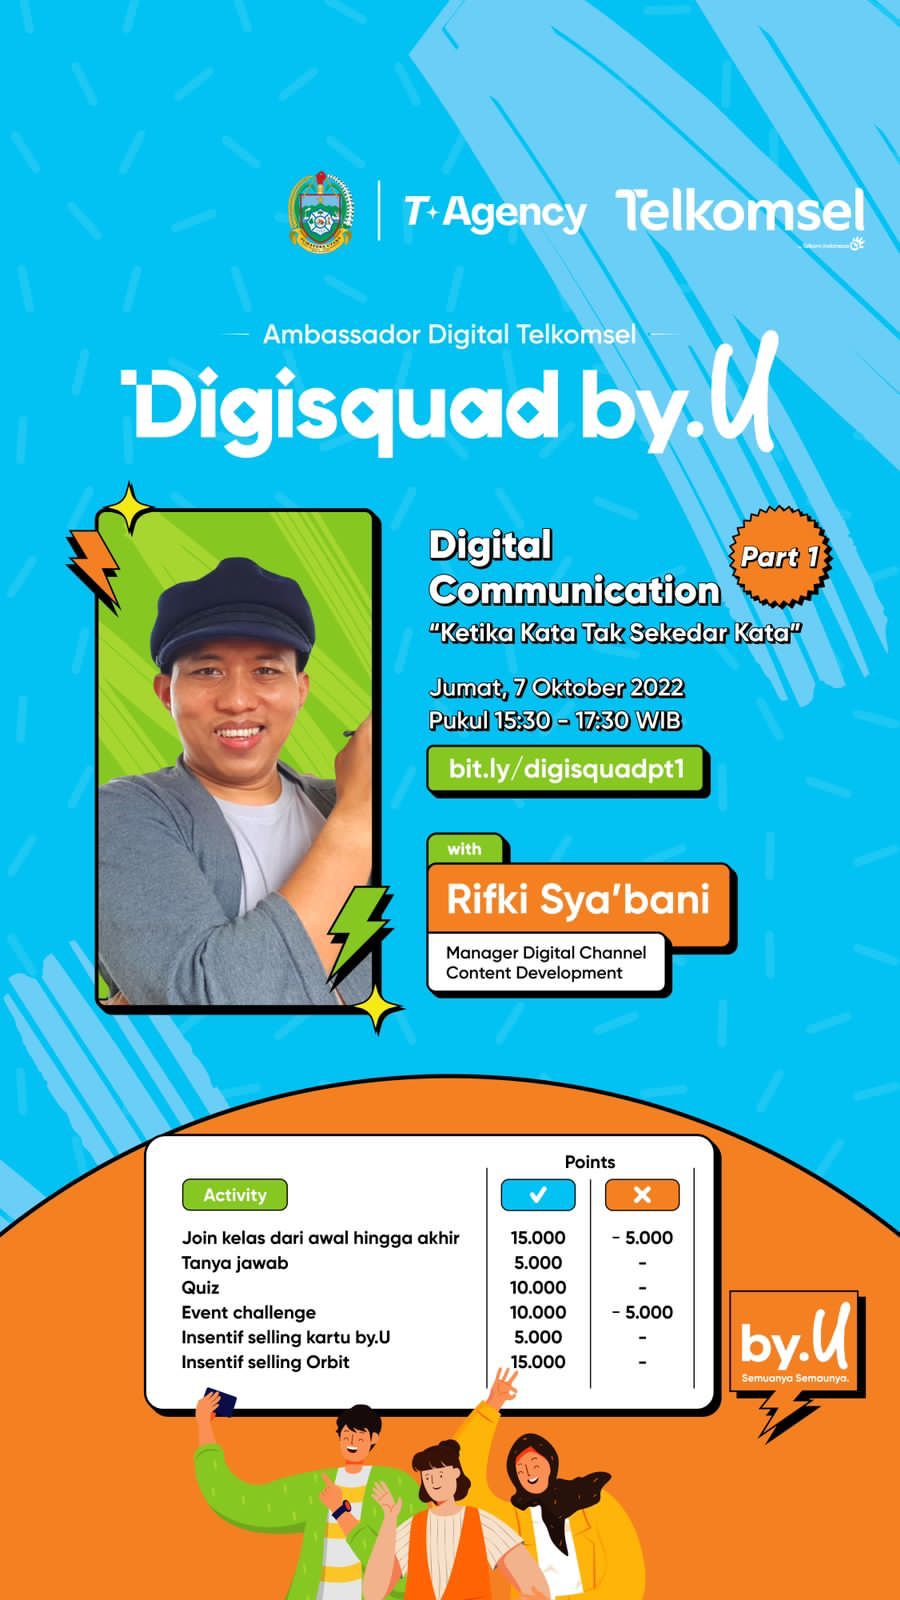 T+Agency
Telkomsel
Telkom Indonesia
Ambassador Digital Telkomsel
Digisquad by.U
Digital
Communication
Part 1
“Ketika Kata Tak Sekedar Kata”
Jumat, 7 Oktober 2022
Pukul 15:30 - 17:30 WIB
bit.ly/digisquadpt1
with
Rifki Sya’bani
Manager Digital Channel
Content Development
Points
Activity
Join kelas dari awal hingga akhir 15.000 - 5.000
Tanya jawab 5.000 -
Quiz 10.000 -
Event challenge 10.000 - 5.000
Insentif selling kartu by.U 5.000 -
Insentif selling Orbit 15.000 -
by.U
Semuanya Semaunya.